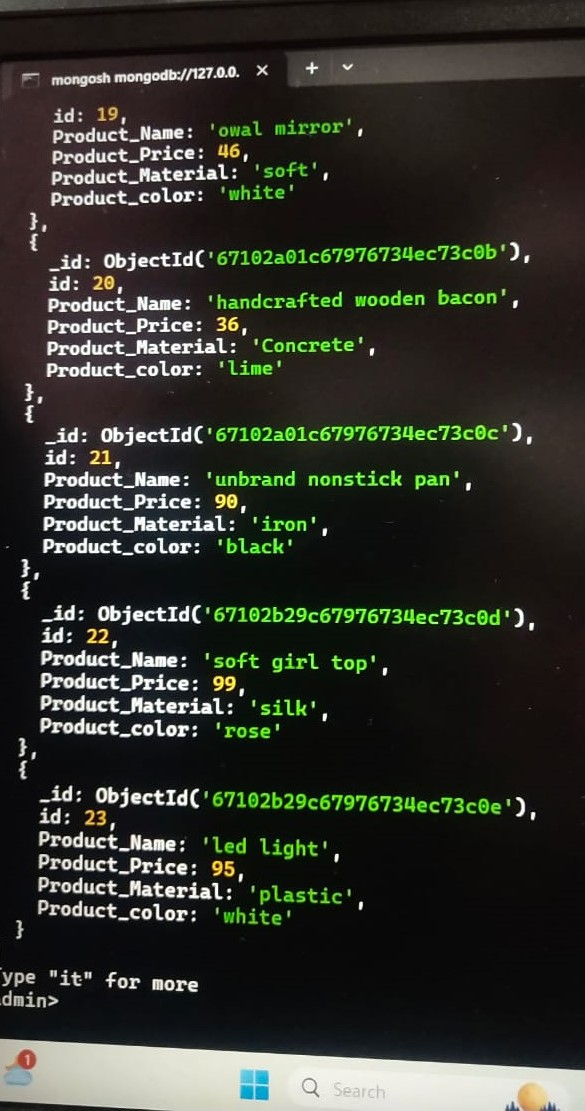 mongosh mongodb://127.0.0.
id: 19,
Product_Name: 'owal mirror',
Product_Price: 46,
Product_Material: 'soft',
Product_color: 'white'
},
{
_id: ObjectId('67102a01c67976734ec73c0b'),
id: 20,
Product_Name: 'handcrafted wooden bacon',
Product_Price: 36,
Product_Material: 'Concrete',
Product_color: 'lime'
},
{
_id: ObjectId('67102a01c67976734ec73c0c'),
id: 21,
Product_Name: 'unbrand nonstick pan',
Product_Price: 90,
Product_Material: 'iron',
Product_color: 'black'
},
{
_id: ObjectId('67102b29c67976734ec73c0d'),
id: 22,
Product_Name: 'soft girl top',
Product_Price: 99,
Product_Material: 'silk',
Product_color: 'rose'
},
{
_id: ObjectId('67102b29c67976734ec73c0e'),
id: 23,
Product_Name: 'led light',
Product_Price: 95,
Product_Material: 'plastic',
Product_color: 'white'
}
ype "it" for more
dmin>
1
Search